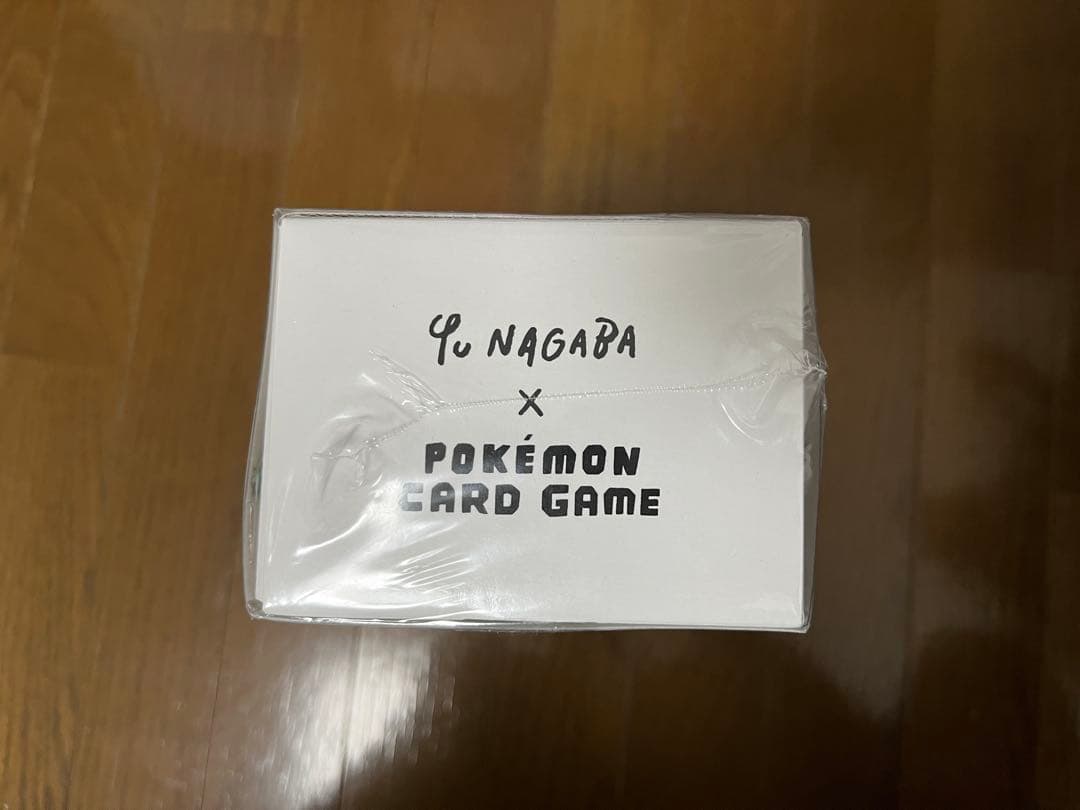 Yu NAGABA
×
POKÉMON
CARD GAME